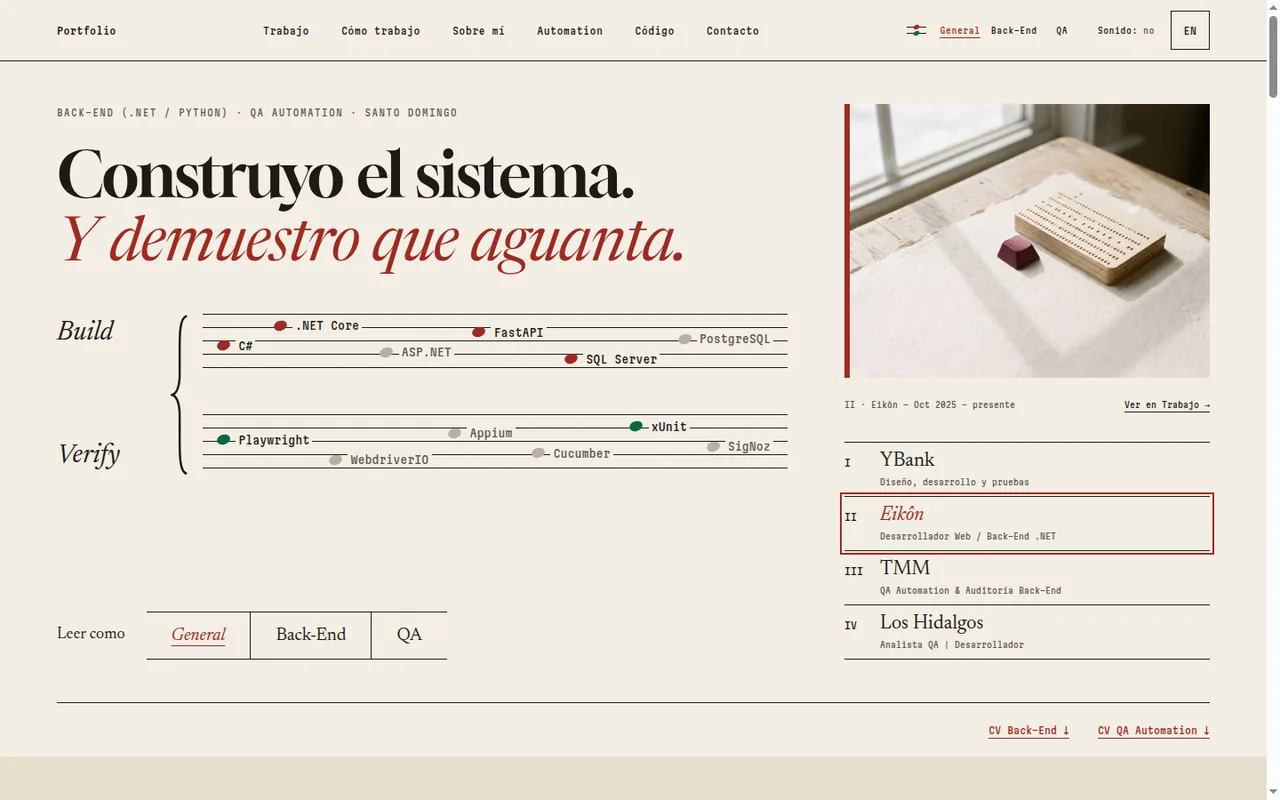 Portfolio
Trabajo
Cómo trabajo
Sobre mí
Automation
Código
Contacto
General
Back-End
QA
Sonido: no
EN
BACK-END (.NET / PYTHON) · QA AUTOMATION · SANTO DOMINGO
Construyo el sistema.
Y demuestro que aguanta.
Build
.NET Core
FastAPI
PostgreSQL
C#
ASP.NET
SQL Server
Verify
Playwright
Appium
xUnit
SigNoz
WebdriverIO
Cucumber
Leer como
General
Back-End
QA
II · Eikōn — Oct 2025 — presente
Ver en Trabajo →
I
YBank
Diseño, desarrollo y pruebas
II
Eikōn
Desarrollador Web / Back-End .NET
III
TMM
QA Automation & Auditoría Back-End
IV
Los Hidalgos
Analista QA | Desarrollador
CV Back-End ↓
CV QA Automation ↓